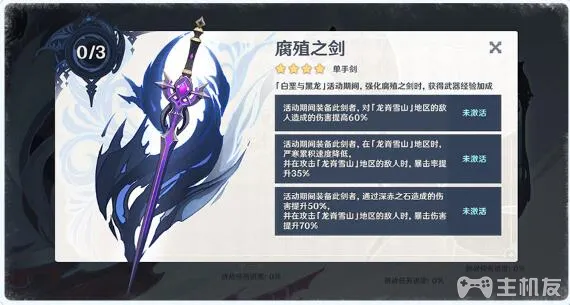 0/3
腐殖之剑
单手剑
「白垩与黑龙」活动期间，强化腐殖之剑时，获得武器经验加成
活动期间装备此剑者，对「龙脊雪山」地区的敌
人造成的伤害提高60%
未激活
活动期间装备此剑者，在「龙脊雪山」地区时，
严寒累积速度降低，
并在攻击「龙脊雪山」地区的敌人时，暴击率提
升35%
未激活
活动期间装备此剑者，通过深赤之石造成的伤
害提升50%，
并在攻击「龙脊雪山」地区的敌人时，暴击伤害
提升70%
未激活
主机友